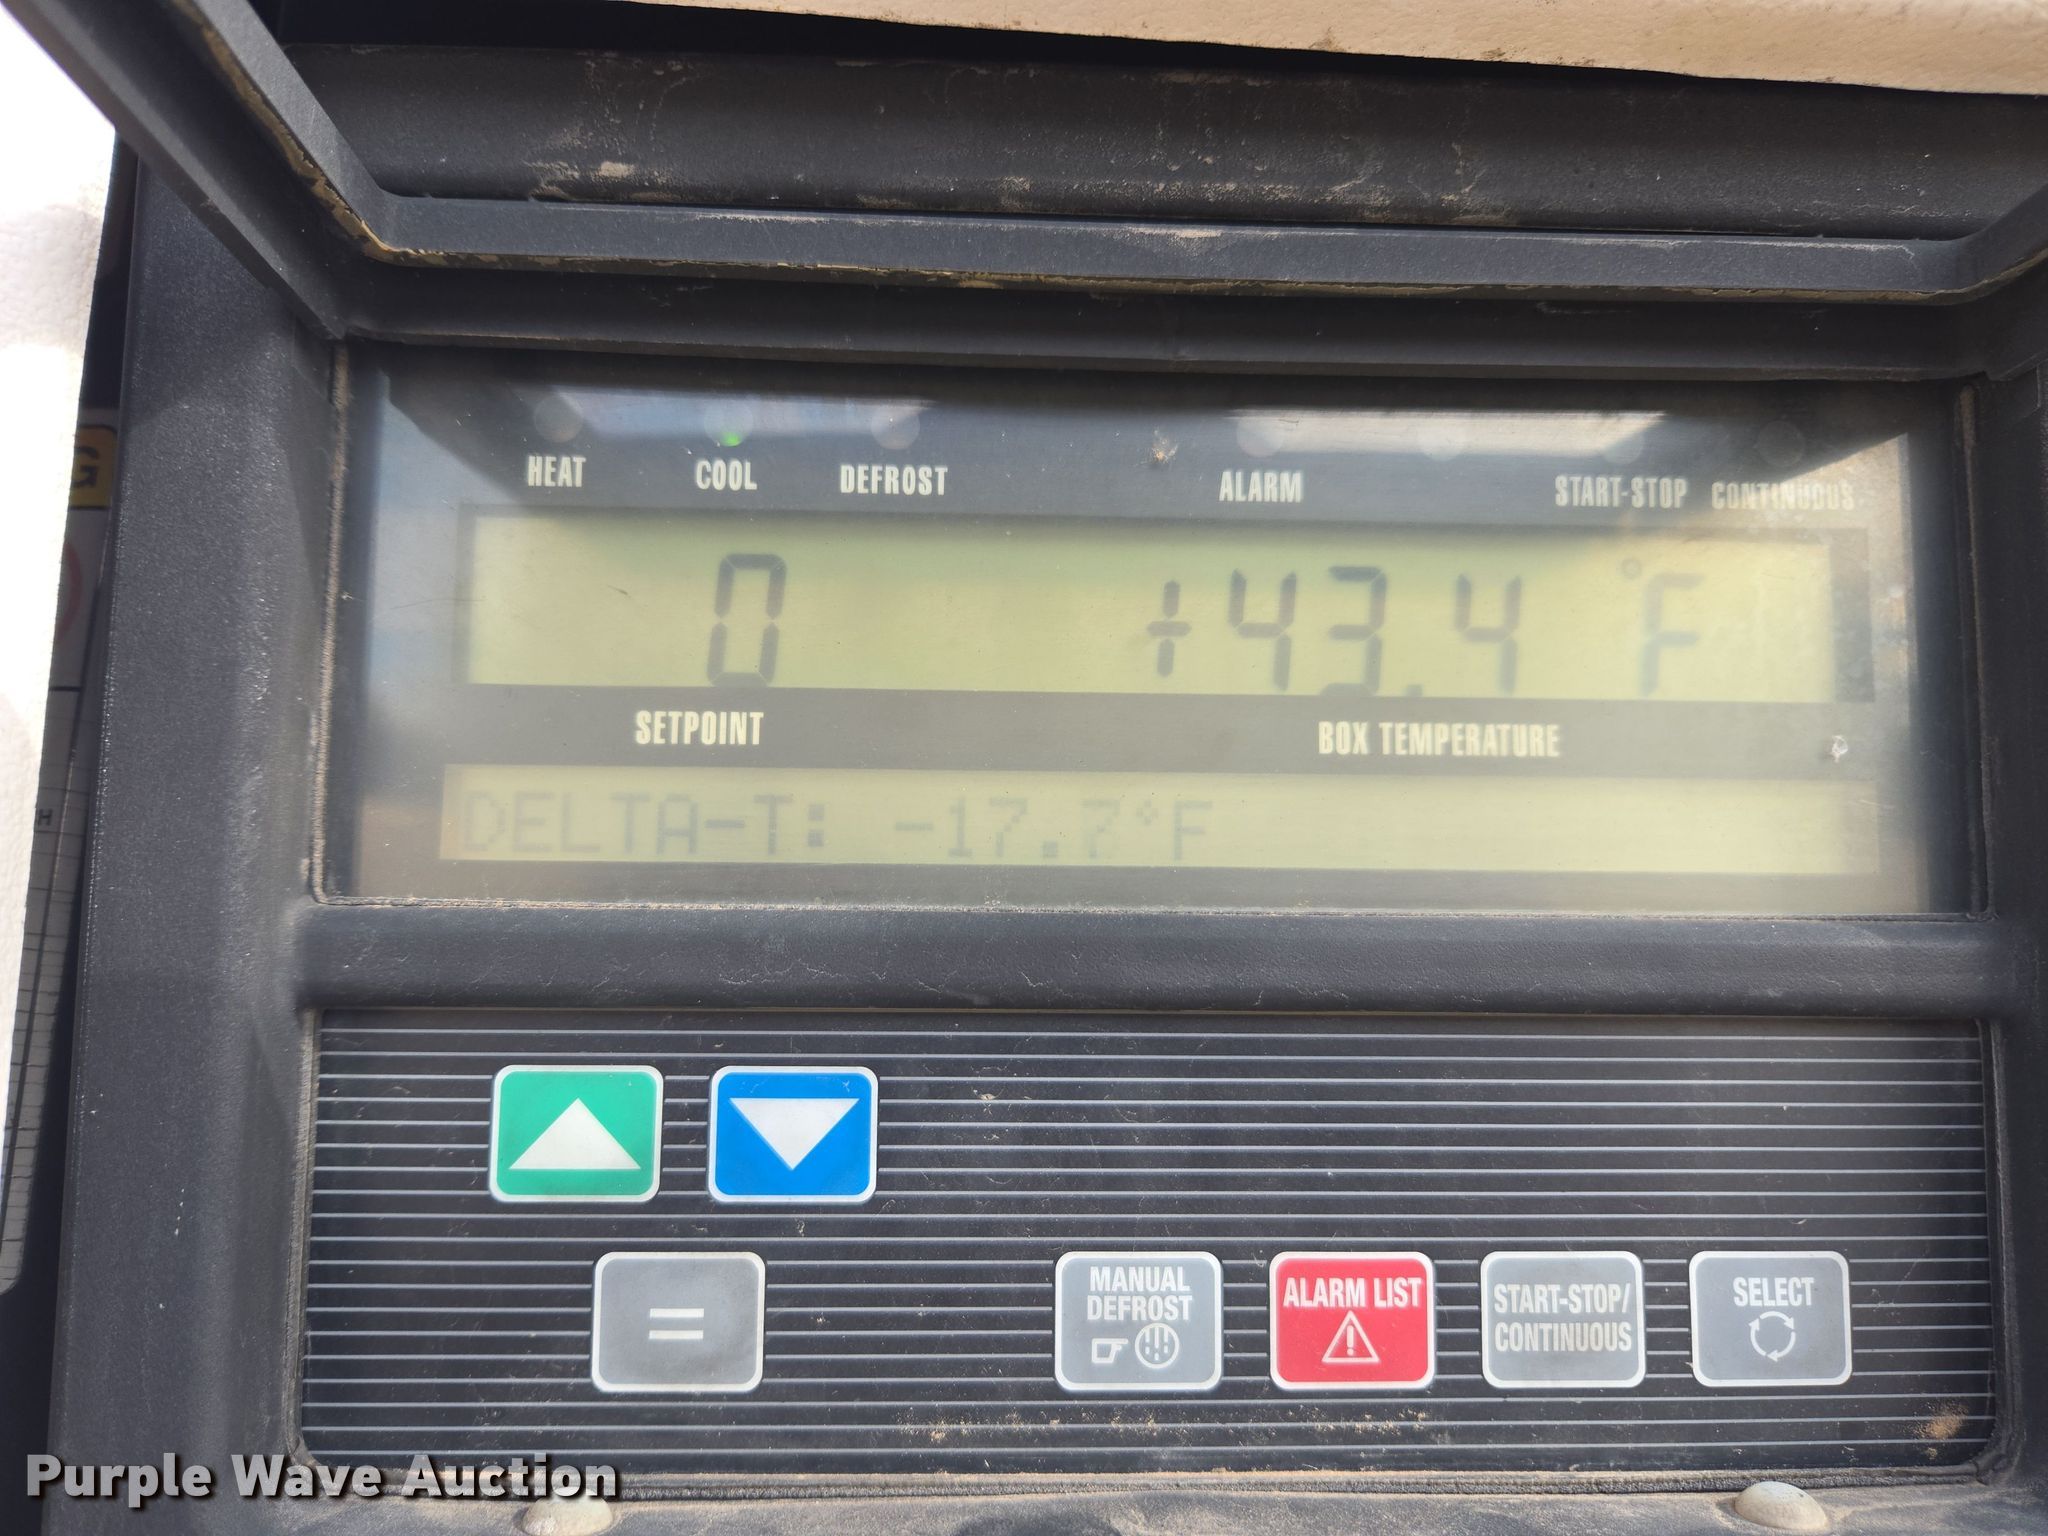 HEAT COOL DEFROST ALARM START-STOP CONTINUOUS
0 +43.4 °F
SETPOINT BOX TEMPERATURE
DELTA-T: -17.7°F
=
MANUAL DEFROST
ALARM LIST
!
START-STOP/
CONTINUOUS
SELECT
G
H
Purple Wave Auction